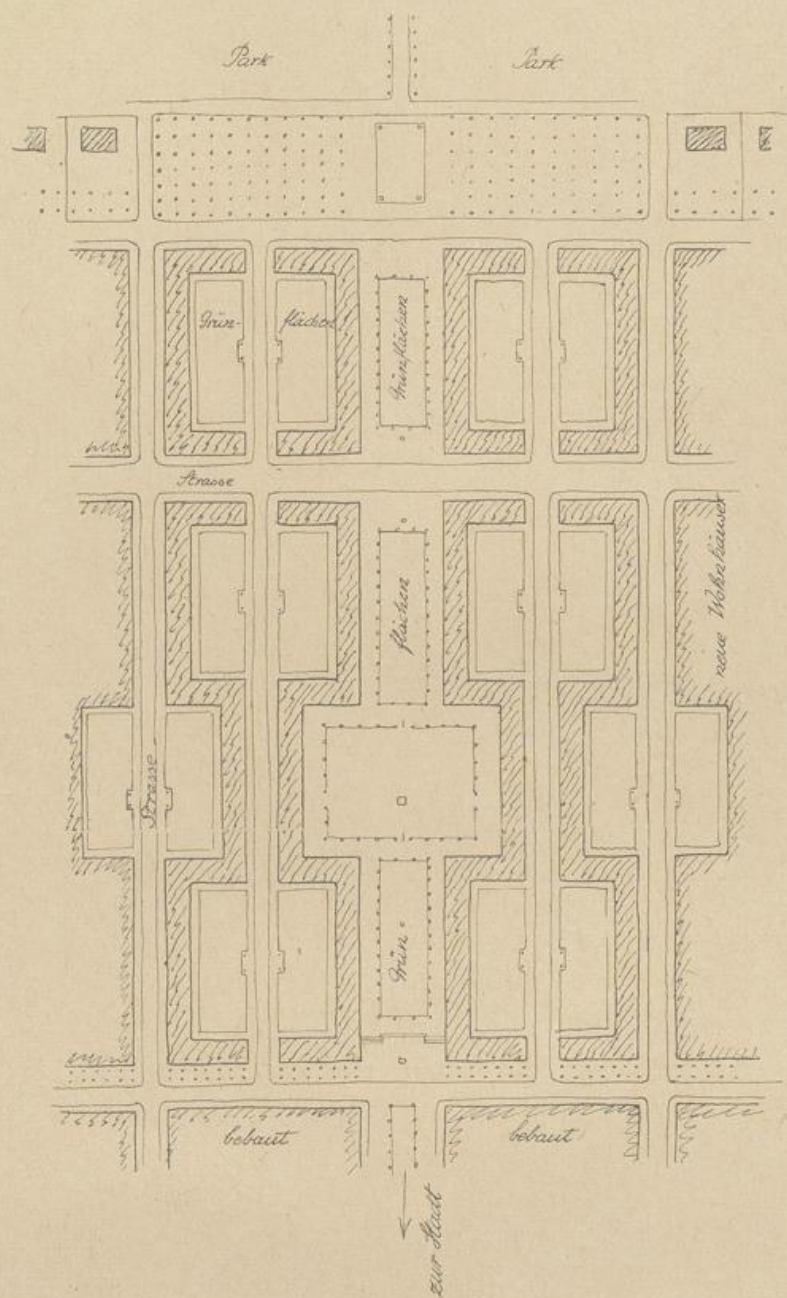 Park
Park
Grün-
flächen
Grünflächen
Strasse
flächen
neue Wohnhäuser
Strasse
Grün-
bebaut
bebaut
zur Stadt